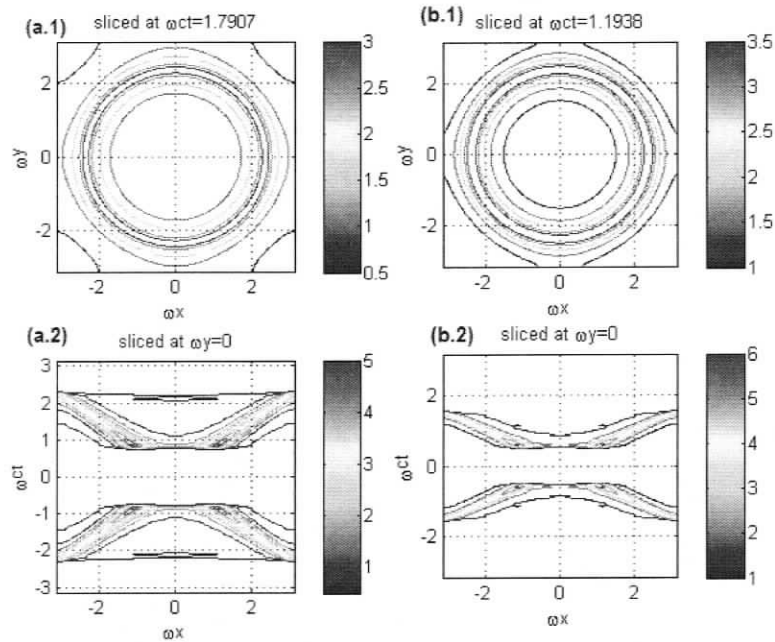 (a.1) sliced at ωct=1.7907
ωy
2
0
-2
-2 0 2
ωx
3
2.5
2
1.5
1
0.5
(b.1) sliced at ωct=1.1938
ωy
2
0
-2
-2 0 2
ωx
3.5
3
2.5
2
1.5
1
(a.2) sliced at ωy=0
ωct
3
2
1
0
-1
-2
-3
-2 0 2
ωx
5
4
3
2
1
(b.2) sliced at ωy=0
ωct
2
0
-2
-2 0 2
ωx
6
5
4
3
2
1